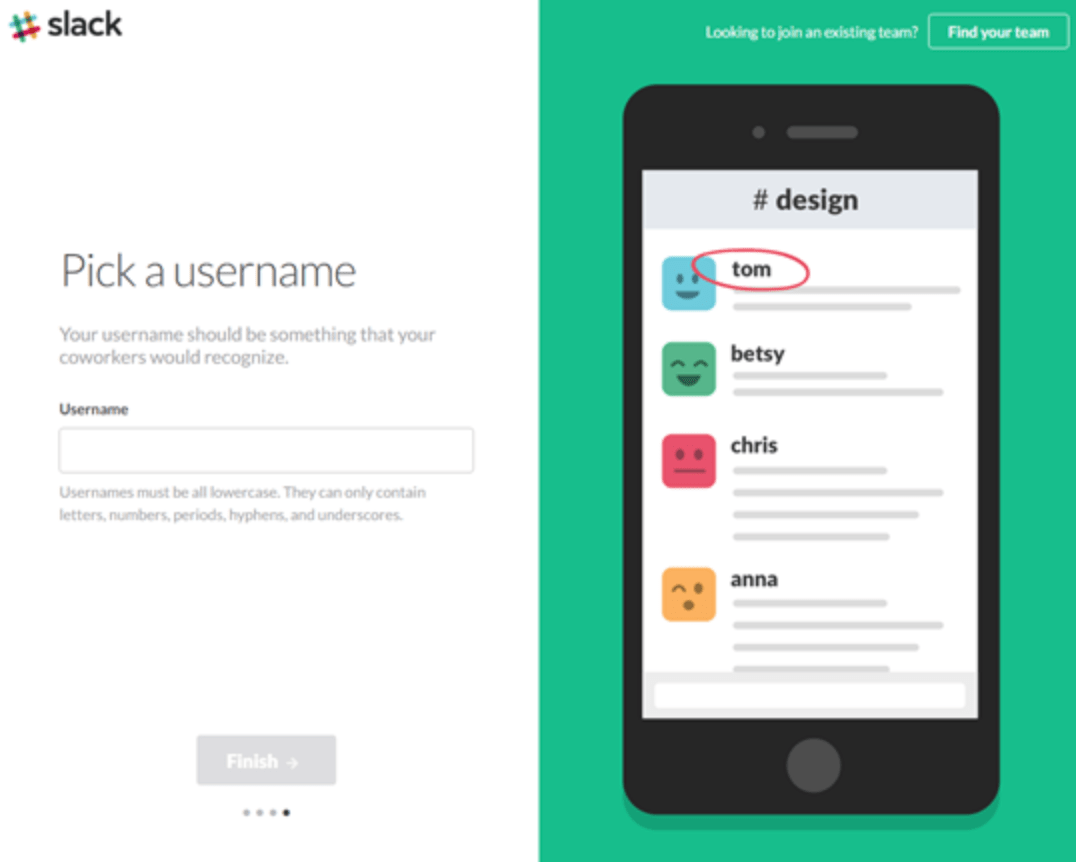 slack
Looking to join an existing team? Find your team
Pick a username
Your username should be something that your
coworkers would recognize.
Username
Usernames must be all lowercase. They can only contain
letters, numbers, periods, hyphens, and underscores.
Finish →
# design
tom
betsy
chris
anna